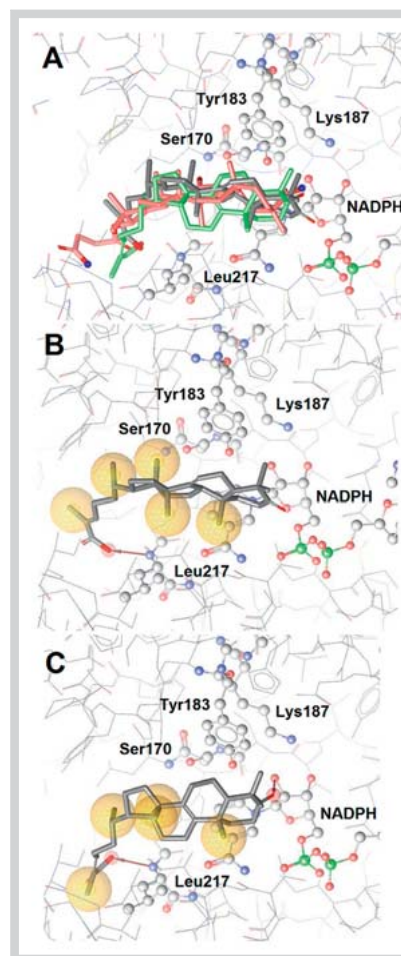 A
Tyr183
Lys187
Ser170
NADPH
Leu217
B
Tyr183
Lys187
Ser170
NADPH
Leu217
C
Tyr183
Lys187
Ser170
NADPH
Leu217